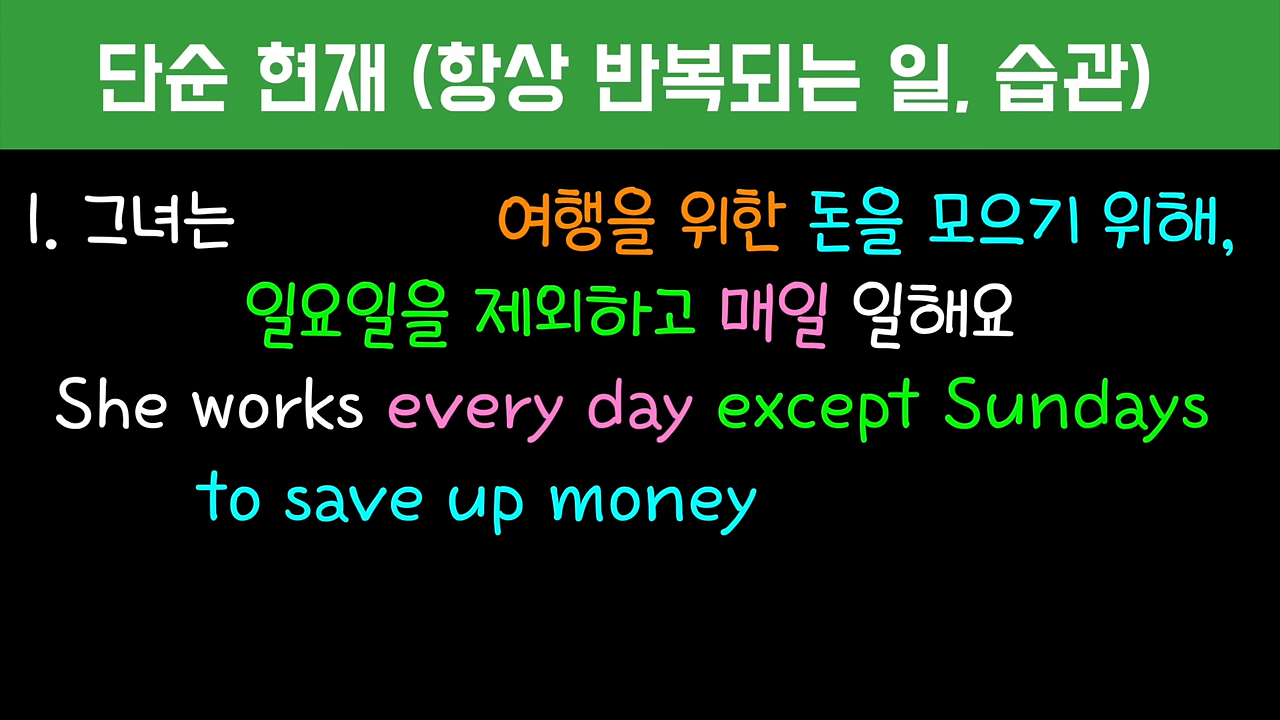 단순 현재 (항상 반복되는 일, 습관)
1. 그녀는 여행을 위한 돈을 모으기 위해,
일요일을 제외하고 매일 일해요
She works every day except Sundays
to save up money